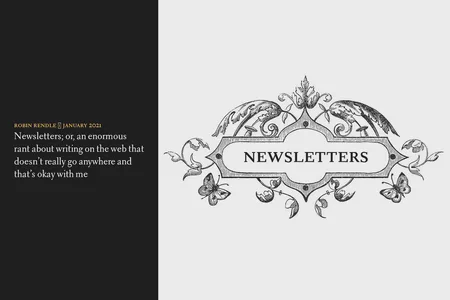 ROBIN RENDLE || JANUARY 2021
Newsletters; or, an enormous
rant about writing on the web that
doesn't really go anywhere and
that's okay with me
NEWSLETTERS